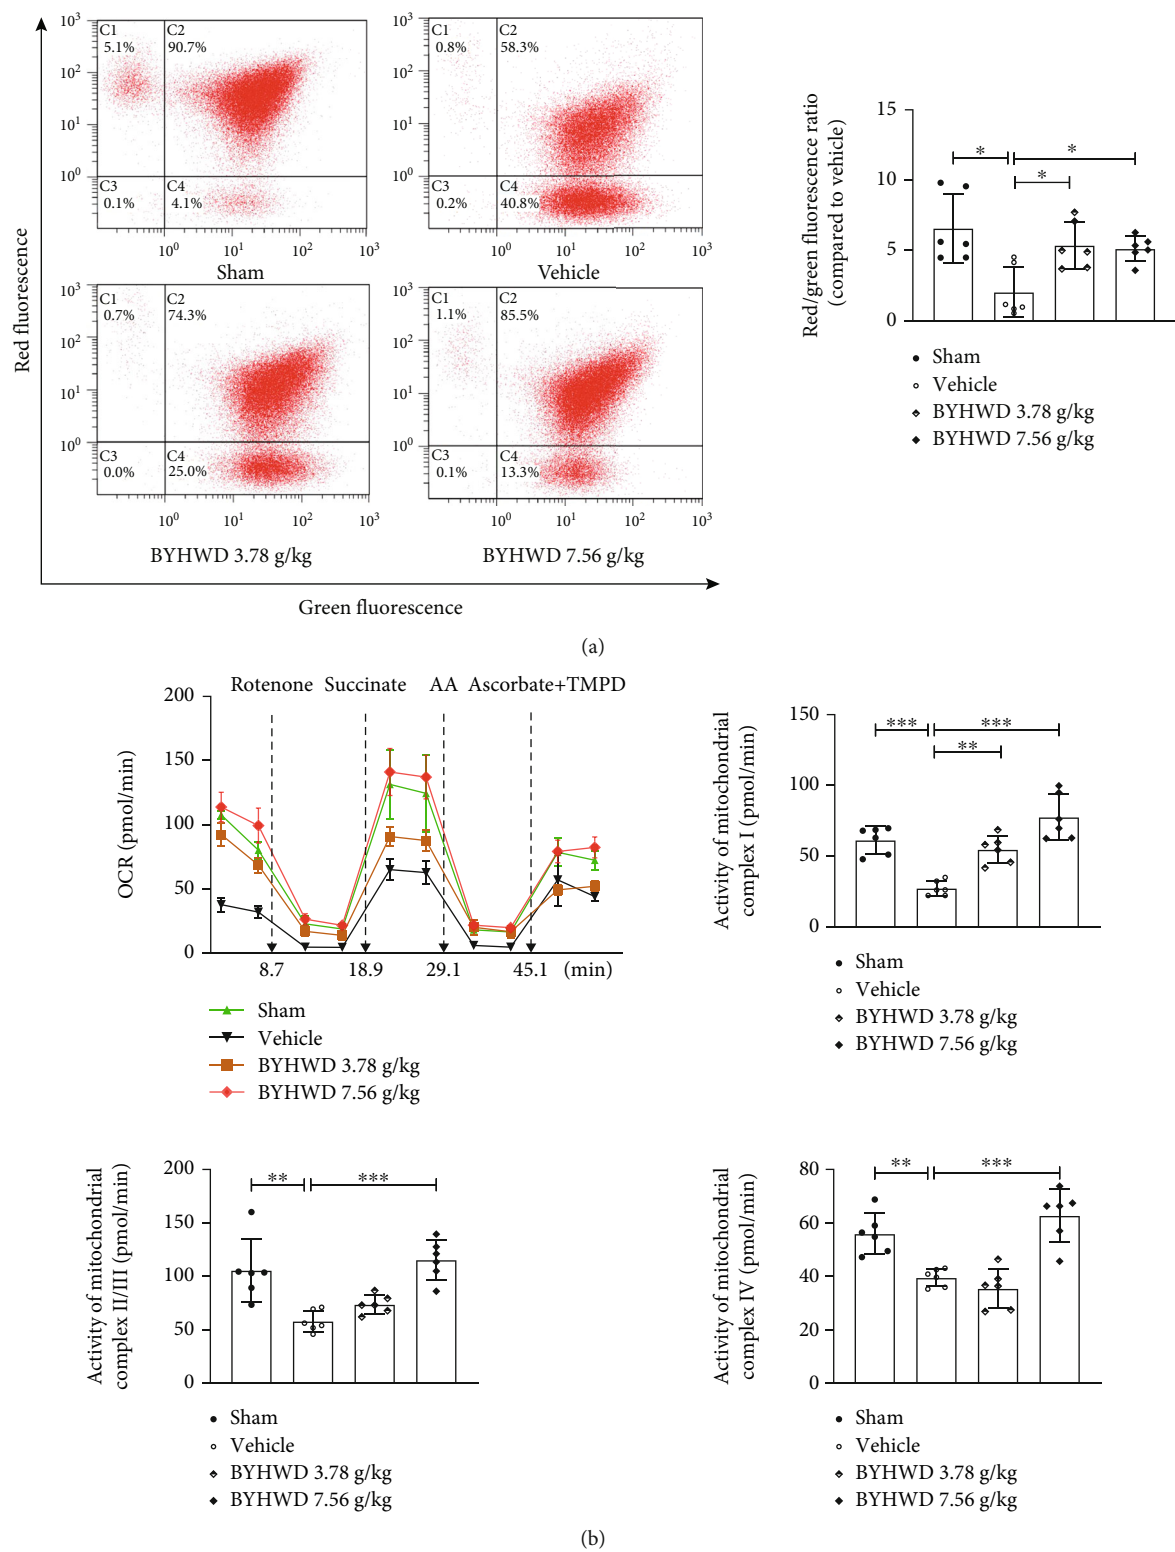 C1
5.1%
C2
90.7%
C3
0.1%
C4
4.1%
10³
10²
10¹
10⁰
10⁰ 10¹ 10² 10³
Sham
C1
0.8%
C2
58.3%
C3
0.2%
C4
40.8%
10³
10²
10¹
10⁰
10⁰ 10¹ 10² 10³
Vehicle
C1
0.7%
C2
74.3%
C3
0.0%
C4
25.0%
10³
10²
10¹
10⁰
10⁰ 10¹ 10² 10³
BYHWD 3.78 g/kg
C1
1.1%
C2
85.5%
C3
0.1%
C4
13.3%
10³
10²
10¹
10⁰
10⁰ 10¹ 10² 10³
BYHWD 7.56 g/kg
Red fluorescence
Green fluorescence
Red/green fluorescence ratio
(compared to vehicle)
15
10
5
0
* * *
Sham
Vehicle
BYHWD 3.78 g/kg
BYHWD 7.56 g/kg
(a)
OCR (pmol/min)
200
150
100
50
0
Rotenone Succinate AA Ascorbate+TMPD
8.7 18.9 29.1 45.1 (min)
Sham
Vehicle
BYHWD 3.78 g/kg
BYHWD 7.56 g/kg
Activity of mitochondrial
complex I (pmol/min)
150
100
50
0
*** ***
**
Sham
Vehicle
BYHWD 3.78 g/kg
BYHWD 7.56 g/kg
Activity of mitochondrial
complex II/III (pmol/min)
200
150
100
50
0
** ***
Sham
Vehicle
BYHWD 3.78 g/kg
BYHWD 7.56 g/kg
Activity of mitochondrial
complex IV (pmol/min)
80
60
40
20
0
** ***
Sham
Vehicle
BYHWD 3.78 g/kg
BYHWD 7.56 g/kg
(b)